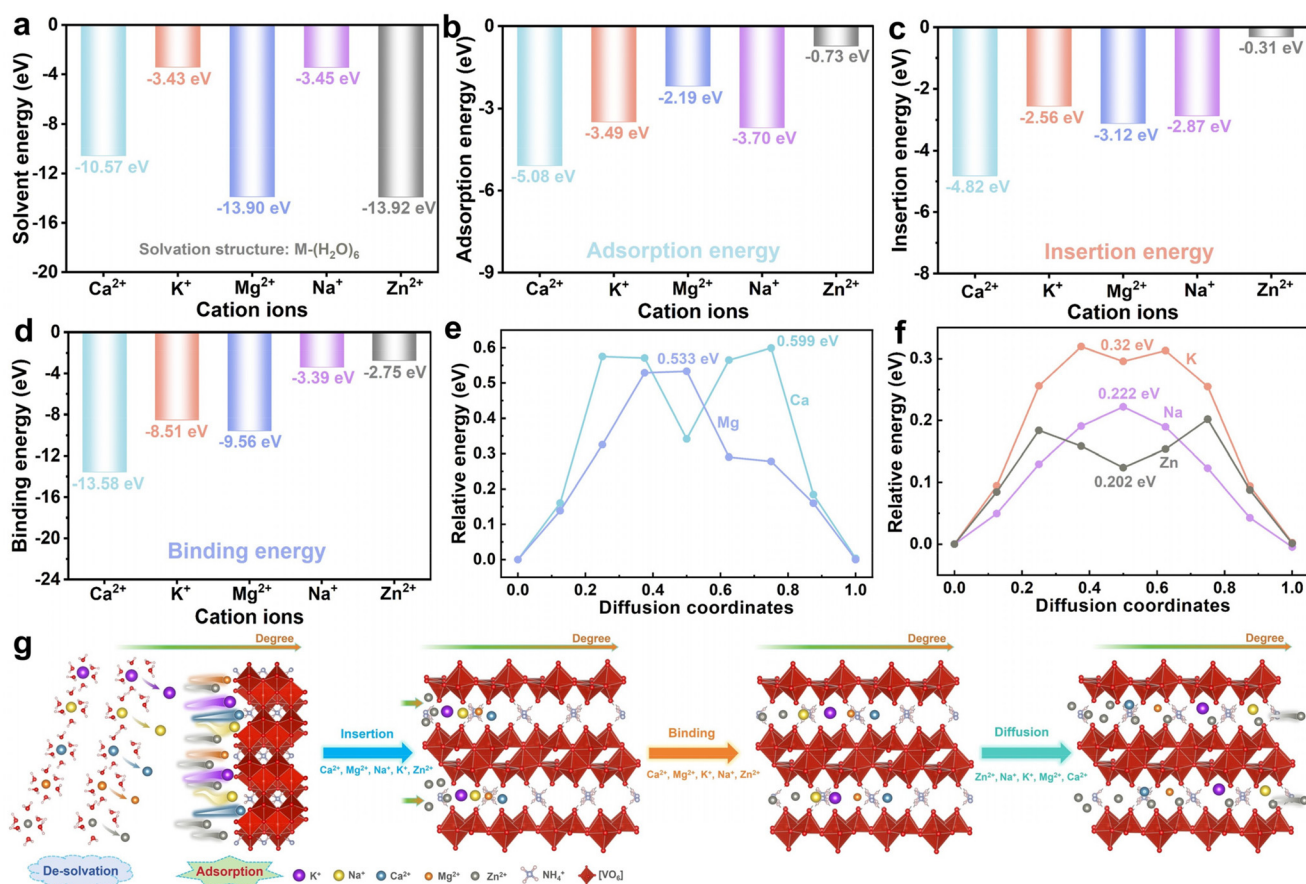 a
Solvent energy (eV)
0
-4
-8
-12
-16
-20
-10.57 eV
-3.43 eV
-13.90 eV
-3.45 eV
-13.92 eV
Solvation structure: M-(H₂O)₆
Ca²⁺ K⁺ Mg²⁺ Na⁺ Zn²⁺
Cation ions
b
Adsorption energy (eV)
0
-3
-6
-9
-5.08 eV
-3.49 eV
-2.19 eV
-3.70 eV
-0.73 eV
Adsorption energy
Ca²⁺ K⁺ Mg²⁺ Na⁺ Zn²⁺
Cation ions
c
Insertion energy (eV)
0
-2
-4
-6
-8
-4.82 eV
-2.56 eV
-3.12 eV
-2.87 eV
-0.31 eV
Insertion energy
Ca²⁺ K⁺ Mg²⁺ Na⁺ Zn²⁺
Cation ions
d
Binding energy (eV)
0
-4
-8
-12
-16
-20
-24
-13.58 eV
-8.51 eV
-9.56 eV
-3.39 eV
-2.75 eV
Binding energy
Ca²⁺ K⁺ Mg²⁺ Na⁺ Zn²⁺
Cation ions
e
Relative energy (eV)
0.6
0.5
0.4
0.3
0.2
0.1
0.0
0.533 eV
0.599 eV
Ca
Mg
0.0 0.2 0.4 0.6 0.8 1.0
Diffusion coordinates
f
Relative energy (eV)
0.3
0.2
0.1
0.0
0.32 eV
K
0.222 eV
Na
Zn
0.202 eV
0.0 0.2 0.4 0.6 0.8 1.0
Diffusion coordinates
g
Degree
Degree
Degree
Degree
Insertion
Ca²⁺, Mg²⁺, Na⁺, K⁺, Zn²⁺
Binding
Ca²⁺, Mg²⁺, K⁺, Na⁺, Zn²⁺
Diffusion
Zn²⁺, Na⁺, K⁺, Mg²⁺, Ca²⁺
De-solvation
Adsorption
K⁺ Na⁺ Ca²⁺ Mg²⁺ Zn²⁺ NH₄⁺ [VO₆]